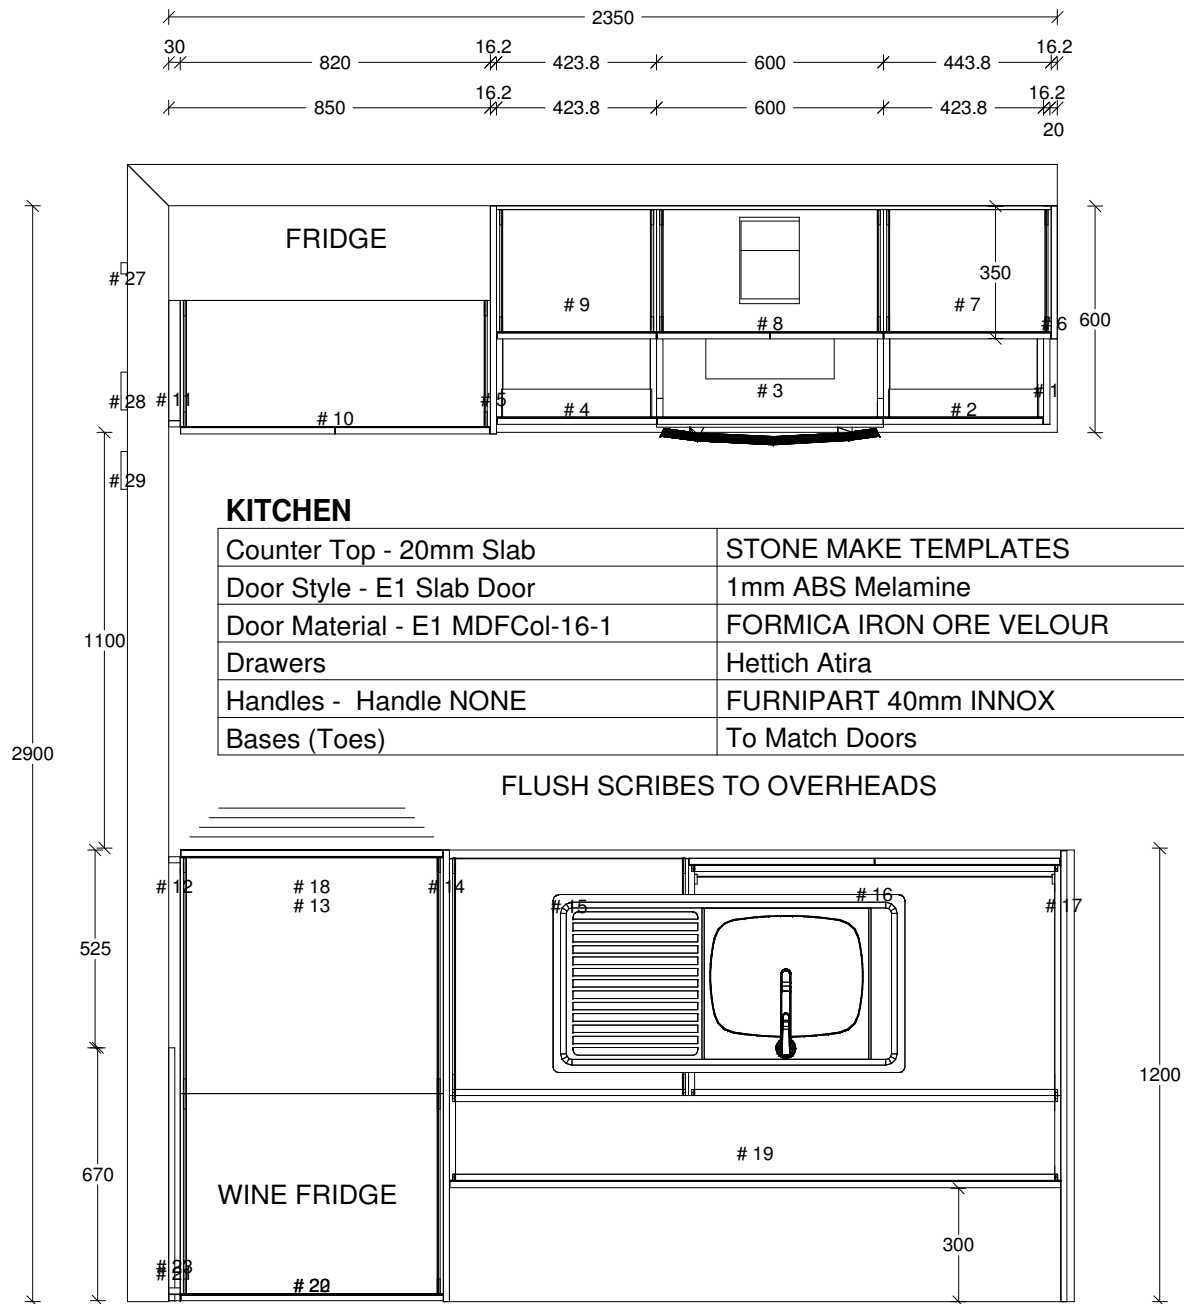 2350
30 820 16.2 423.8 600 443.8 16.2
850 16.2 423.8 600 423.8 16.2
20
FRIDGE
# 27
350
# 9
# 7
# 8
# 6
600
# 3
# 28
# 11
# 5
# 1
# 4
# 2
# 10
# 29
KITCHEN
Counter Top - 20mm Slab STONE MAKE TEMPLATES
Door Style - E1 Slab Door 1mm ABS Melamine
Door Material - E1 MDFCol-16-1 FORMICA IRON ORE VELOUR
Drawers Hettich Atira
Handles - Handle NONE FURNIPART 40mm INNOX
Bases (Toes) To Match Doors
1100
2900
FLUSH SCRIBES TO OVERHEADS
# 12
# 18
# 14
# 16
# 13
# 15
# 17
525
1200
# 19
670
WINE FRIDGE
300
# 23
# 21
# 20